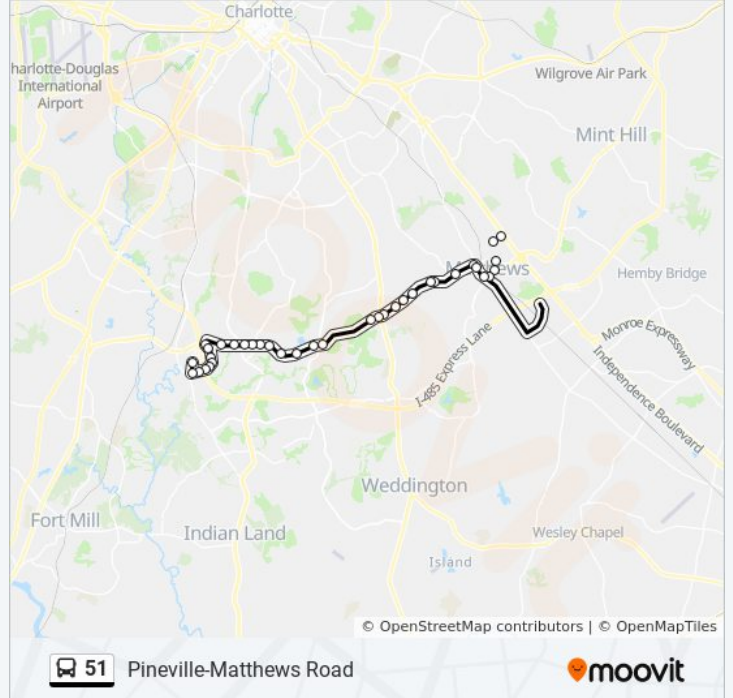 Charlotte
harlotte-Douglas
International
Airport
Wilgrove Air Park
Mint Hill
Hemby Bridge
I-485 Express Lane
Monroe Expressway
Independence Boulevard
Weddington
Fort Mill
Indian Land
Wesley Chapel
Island
© OpenStreetMap contributors | © OpenMapTiles
51 Pineville-Matthews Road
moovit